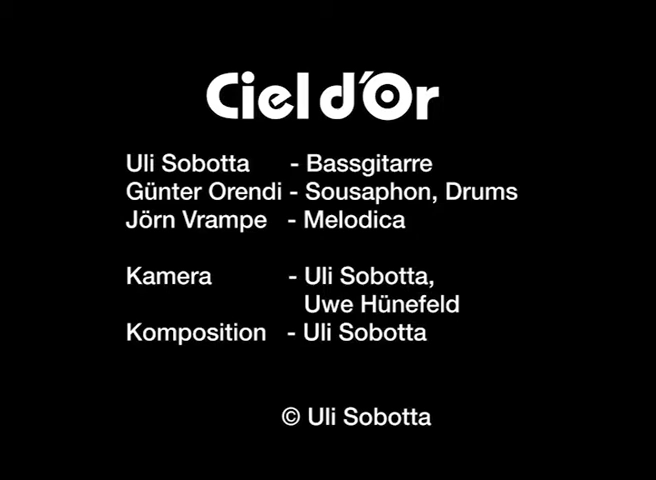 Ciel d'Or
Uli Sobotta - Bassgitarre
Günter Orendi - Sousaphon, Drums
Jörn Vrampe - Melodica
Kamera - Uli Sobotta,
Uwe Hünefeld
Komposition - Uli Sobotta
© Uli Sobotta